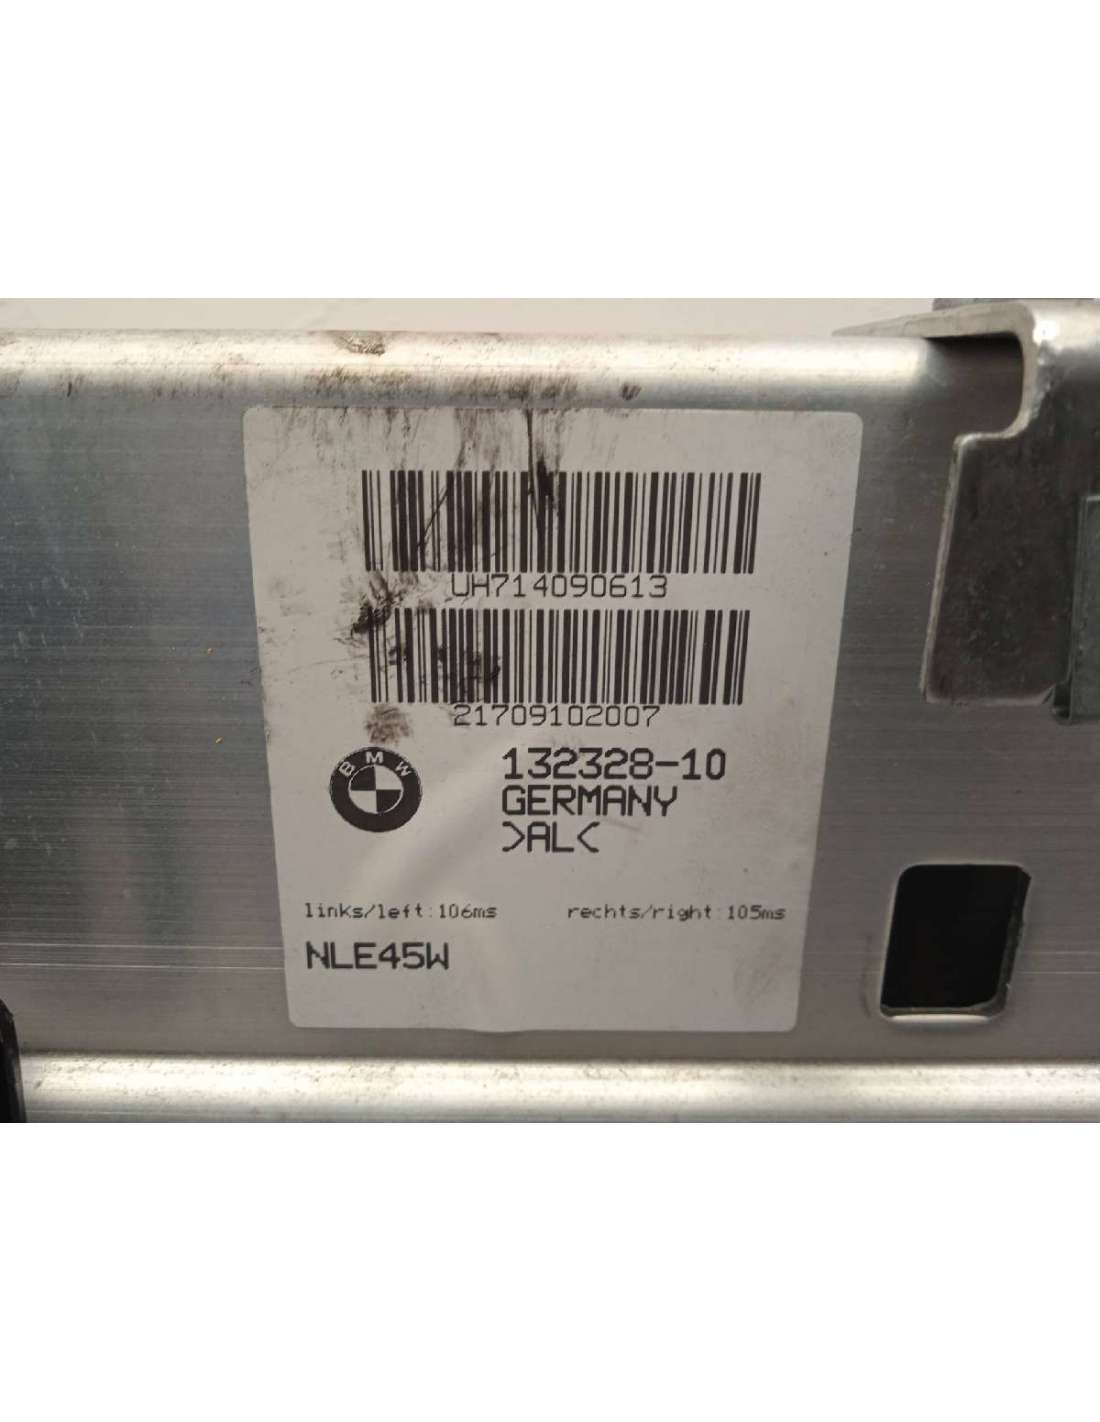 UH714090613
21709102007
BMW
132328-10
GERMANY
>AL<
links/left:106ms rechts/right:105ms
NLE45W